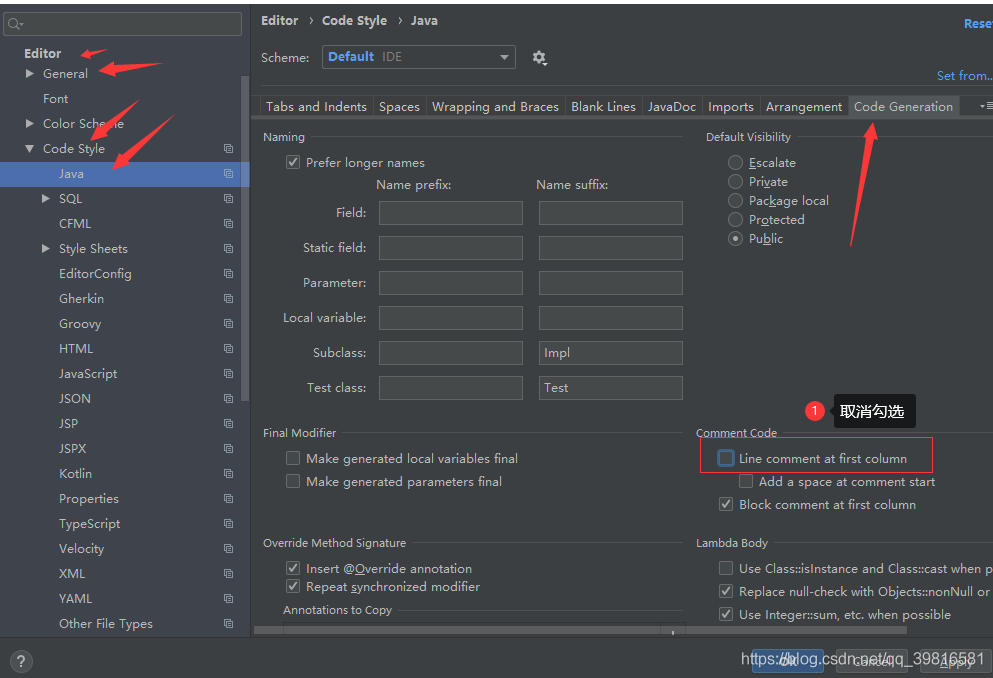 Editor › Code Style › Java
Reset
Scheme:
Default IDE
Set from...
Editor
General
Font
Color Scheme
Code Style
Java
SQL
CFML
Style Sheets
EditorConfig
Gherkin
Groovy
HTML
JavaScript
JSON
JSP
JSPX
Kotlin
Properties
TypeScript
Velocity
XML
YAML
Other File Types
Tabs and Indents Spaces Wrapping and Braces Blank Lines JavaDoc Imports Arrangement Code Generation
Naming
Prefer longer names
Name prefix: Name suffix:
Field:
Static field:
Parameter:
Local variable:
Subclass: Impl
Test class: Test
Default Visibility
Escalate
Private
Package local
Protected
Public
Final Modifier
Make generated local variables final
Make generated parameters final
1 取消勾选
Comment Code
Line comment at first column
Add a space at comment start
Block comment at first column
Override Method Signature
Insert @Override annotation
Repeat synchronized modifier
Annotations to Copy
Lambda Body
Use Class::isInstance and Class::cast when p
Replace null-check with Objects::nonNull or
Use Integer::sum, etc. when possible
?
OK Cancel Apply
https://blog.csdn.net/qq_39816581